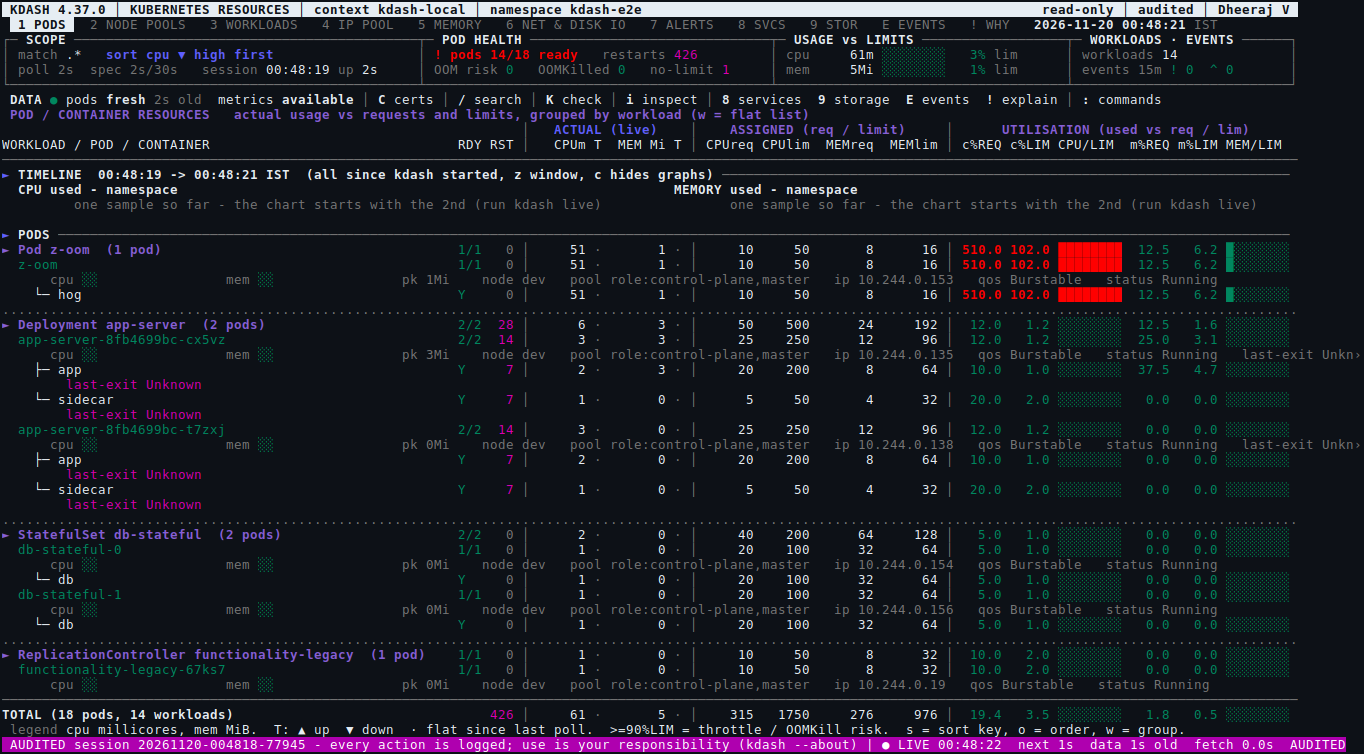 KDASH 4.37.0 │ KUBERNETES RESOURCES │ context kdash-local │ namespace kdash-e2e read-only │ audited │ Dheeraj V
1 PODS 2 NODE POOLS 3 WORKLOADS 4 IP POOL 5 MEMORY 6 NET & DISK IO 7 ALERTS 8 SVCS 9 STOR E EVENTS ! WHY 2026-11-20 00:48:21 IST
SCOPE POD HEALTH USAGE vs LIMITS WORKLOADS · EVENTS
match .* sort cpu ▼ high first ! pods 14/18 ready restarts 426 cpu 61m 3% lim workloads 14
poll 2s spec 2s/30s session 00:48:19 up 2s OOM risk 0 OOMKilled 0 no-limit 1 mem 5Mi 1% lim events 15m ! 0 ^ 0
DATA ● pods fresh 2s old metrics available │ C certs │ / search │ K check │ i inspect │ 8 services 9 storage E events ! explain │ : commands
POD / CONTAINER RESOURCES actual usage vs requests and limits, grouped by workload (w = flat list)
│ ACTUAL (live) │ ASSIGNED (req / limit) │ UTILISATION (used vs req / lim)
WORKLOAD / POD / CONTAINER RDY RST │ CPUm T MEM Mi T │ CPUreq CPUlim MEMreq MEMlim │ c%REQ c%LIM CPU/LIM m%REQ m%LIM MEM/LIM
► TIMELINE 00:48:19 -> 00:48:21 IST (all since kdash started, z window, c hides graphs)
CPU used - namespace MEMORY used - namespace
one sample so far - the chart starts with the 2nd (run kdash live) one sample so far - the chart starts with the 2nd (run kdash live)
► PODS
► Pod z-oom (1 pod) 1/1 0 │ 51 · 1 · │ 10 50 8 16 │ 510.0 102.0 12.5 6.2
z-oom 1/1 0 │ 51 · 1 · │ 10 50 8 16 │ 510.0 102.0 12.5 6.2
cpu mem pk 1Mi node dev pool role:control-plane,master ip 10.244.0.153 qos Burstable status Running
└─ hog Y 0 │ 51 · 1 · │ 10 50 8 16 │ 510.0 102.0 12.5 6.2
► Deployment app-server (2 pods) 2/2 28 │ 6 · 3 · │ 50 500 24 192 │ 12.0 1.2 12.5 1.6
app-server-8fb4699bc-cx5vz 2/2 14 │ 3 · 3 · │ 25 250 12 96 │ 12.0 1.2 25.0 3.1
cpu mem pk 3Mi node dev pool role:control-plane,master ip 10.244.0.135 qos Burstable status Running last-exit Unkn›
├─ app Y 7 │ 2 · 3 · │ 20 200 8 64 │ 10.0 1.0 37.5 4.7
last-exit Unknown
└─ sidecar Y 7 │ 1 · 0 · │ 5 50 4 32 │ 20.0 2.0 0.0 0.0
last-exit Unknown
app-server-8fb4699bc-t7zxj 2/2 14 │ 3 · 0 · │ 25 250 12 96 │ 12.0 1.2 0.0 0.0
cpu mem pk 0Mi node dev pool role:control-plane,master ip 10.244.0.138 qos Burstable status Running last-exit Unkn›
├─ app Y 7 │ 2 · 0 · │ 20 200 8 64 │ 10.0 1.0 0.0 0.0
last-exit Unknown
└─ sidecar Y 7 │ 1 · 0 · │ 5 50 4 32 │ 20.0 2.0 0.0 0.0
last-exit Unknown
► StatefulSet db-stateful (2 pods) 2/2 0 │ 2 · 0 · │ 40 200 64 128 │ 5.0 1.0 0.0 0.0
db-stateful-0 1/1 0 │ 1 · 0 · │ 20 100 32 64 │ 5.0 1.0 0.0 0.0
cpu mem pk 0Mi node dev pool role:control-plane,master ip 10.244.0.154 qos Burstable status Running
└─ db Y 0 │ 1 · 0 · │ 20 100 32 64 │ 5.0 1.0 0.0 0.0
db-stateful-1 1/1 0 │ 1 · 0 · │ 20 100 32 64 │ 5.0 1.0 0.0 0.0
cpu mem pk 0Mi node dev pool role:control-plane,master ip 10.244.0.156 qos Burstable status Running
└─ db Y 0 │ 1 · 0 · │ 20 100 32 64 │ 5.0 1.0 0.0 0.0
► ReplicationController functionality-legacy (1 pod) 1/1 0 │ 1 · 0 · │ 10 50 8 32 │ 10.0 2.0 0.0 0.0
functionality-legacy-67ks7 1/1 0 │ 1 · 0 · │ 10 50 8 32 │ 10.0 2.0 0.0 0.0
cpu mem pk 0Mi node dev pool role:control-plane,master ip 10.244.0.19 qos Burstable status Running
TOTAL (18 pods, 14 workloads) 426 │ 61 · 5 · │ 315 1750 276 976 │ 19.4 3.5 1.8 0.5
legend cpu millicores, mem MiB. T: ▲ up ▼ down · flat since last poll. >=90%LIM = throttle / OOMKill risk. s = sort key, o = order, w = group.
AUDITED session 20261120-004818-77945 - every action is logged; use is your responsibility (kdash --about) | ● LIVE 00:48:22 next 1s data 1s old fetch 0.0s AUDITED